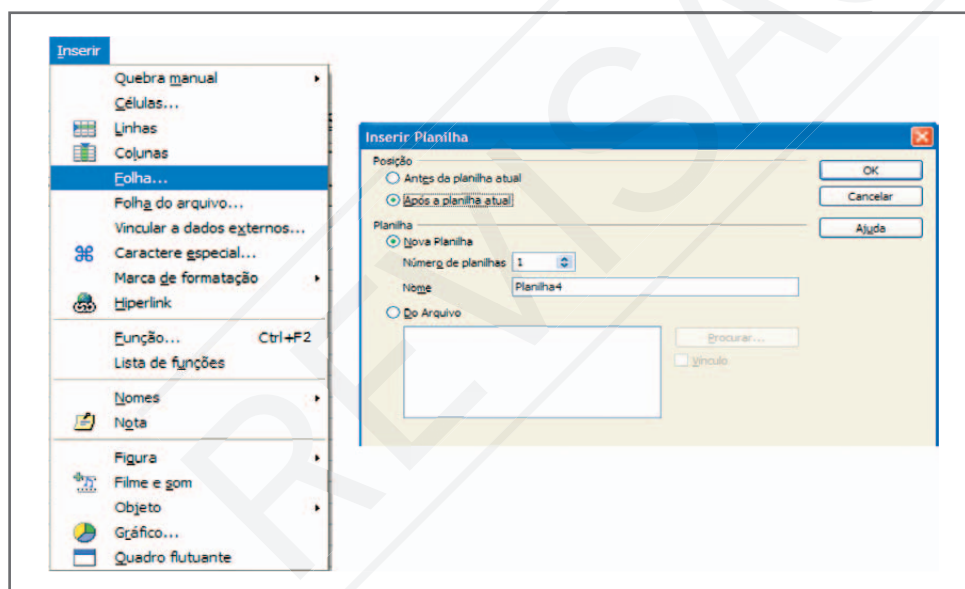 Inserir
Quebra manual
Células...
Linhas
Colunas
Folha...
Folha do arquivo...
Vincular a dados externos...
Caractere especial...
Marca de formatação
Hiperlink
Função... Ctrl+F2
Lista de funções
Nomes
Nota
Figura
Filme e som
Objeto
Gráfico...
Quadro flutuante
Inserir Planilha
Posição
Antes da planilha atual
Após a planilha atual
Planilha
Nova Planilha
Número de planilhas 1
Nome Planilha4
Do Arquivo
Procurar...
Vínculo
OK
Cancelar
Ajuda
REVISA